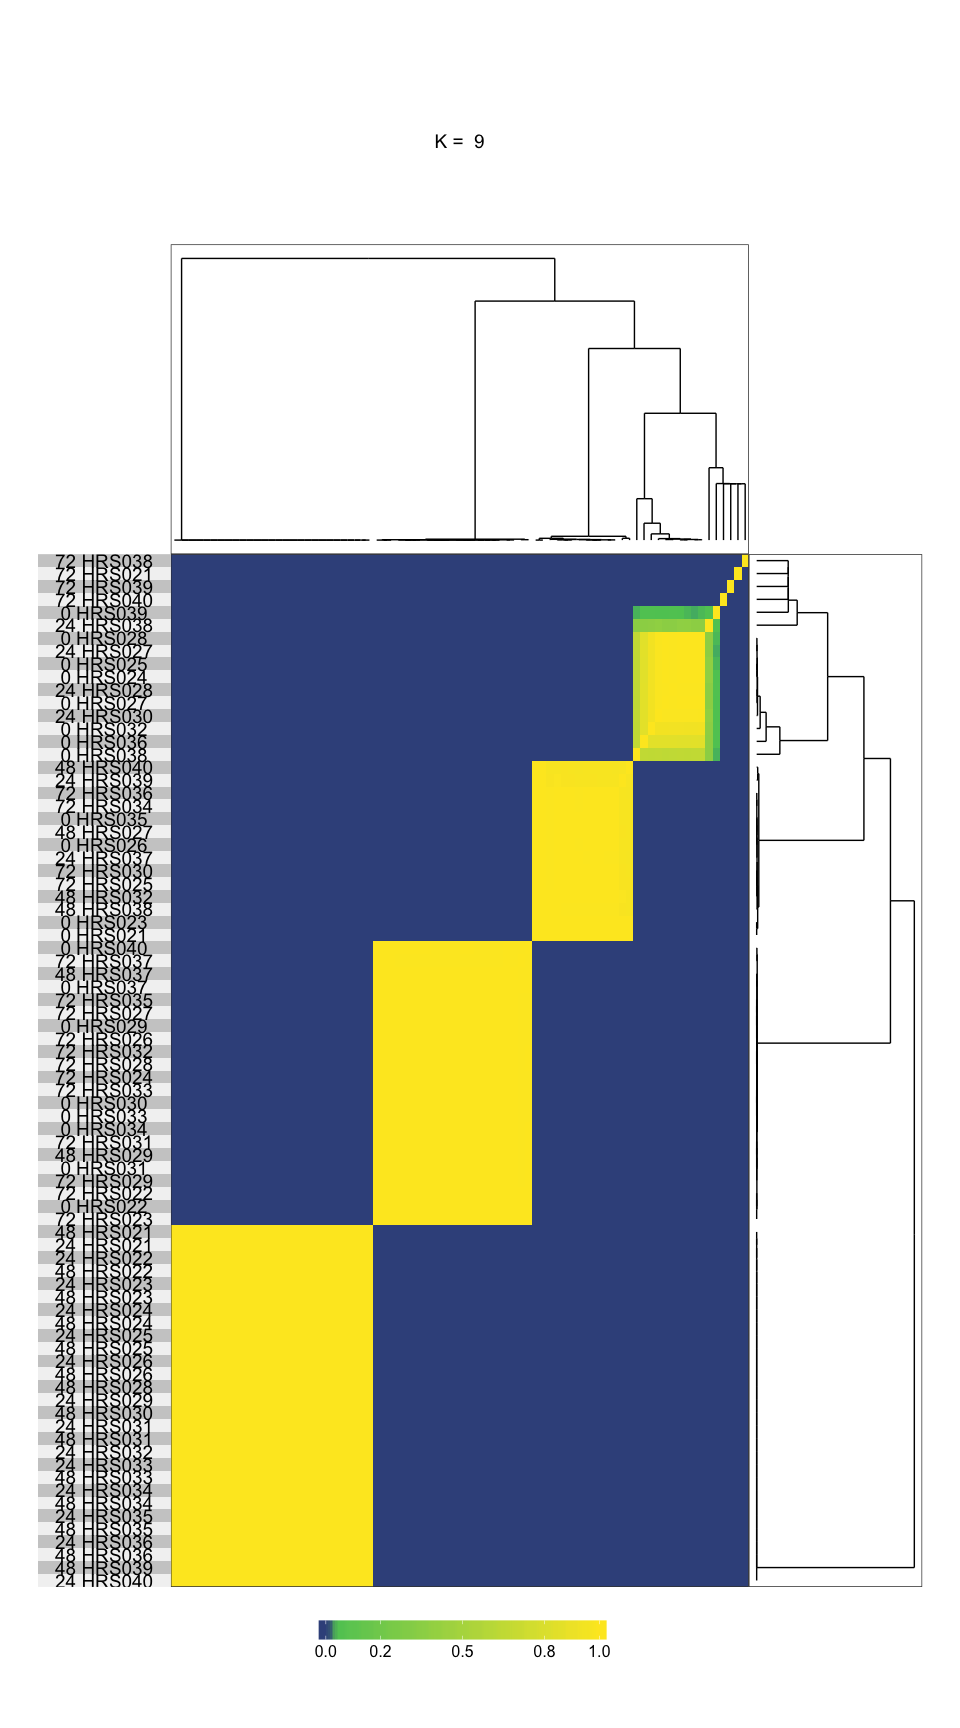 K = 9
72 HRS038
72 HRS021
72 HRS039
72 HRS040
0 HRS039
24 HRS038
0 HRS028
24 HRS027
0 HRS025
0 HRS024
24 HRS028
0 HRS027
24 HRS030
0 HRS032
0 HRS036
0 HRS038
48 HRS040
24 HRS039
72 HRS036
72 HRS034
0 HRS035
48 HRS027
0 HRS026
24 HRS037
72 HRS030
72 HRS025
48 HRS032
48 HRS038
0 HRS023
0 HRS021
0 HRS040
72 HRS037
48 HRS037
0 HRS037
72 HRS035
72 HRS027
0 HRS029
72 HRS026
72 HRS032
72 HRS028
72 HRS024
72 HRS033
0 HRS030
0 HRS033
0 HRS034
72 HRS031
48 HRS029
0 HRS031
72 HRS029
72 HRS022
0 HRS022
72 HRS023
48 HRS021
24 HRS021
24 HRS022
48 HRS022
24 HRS023
48 HRS023
24 HRS024
48 HRS024
24 HRS025
48 HRS025
24 HRS026
48 HRS026
48 HRS028
24 HRS029
48 HRS030
24 HRS031
48 HRS031
24 HRS032
24 HRS033
48 HRS033
24 HRS034
48 HRS034
24 HRS035
48 HRS035
24 HRS036
48 HRS036
48 HRS039
24 HRS040
0.0 0.2 0.5 0.8 1.0